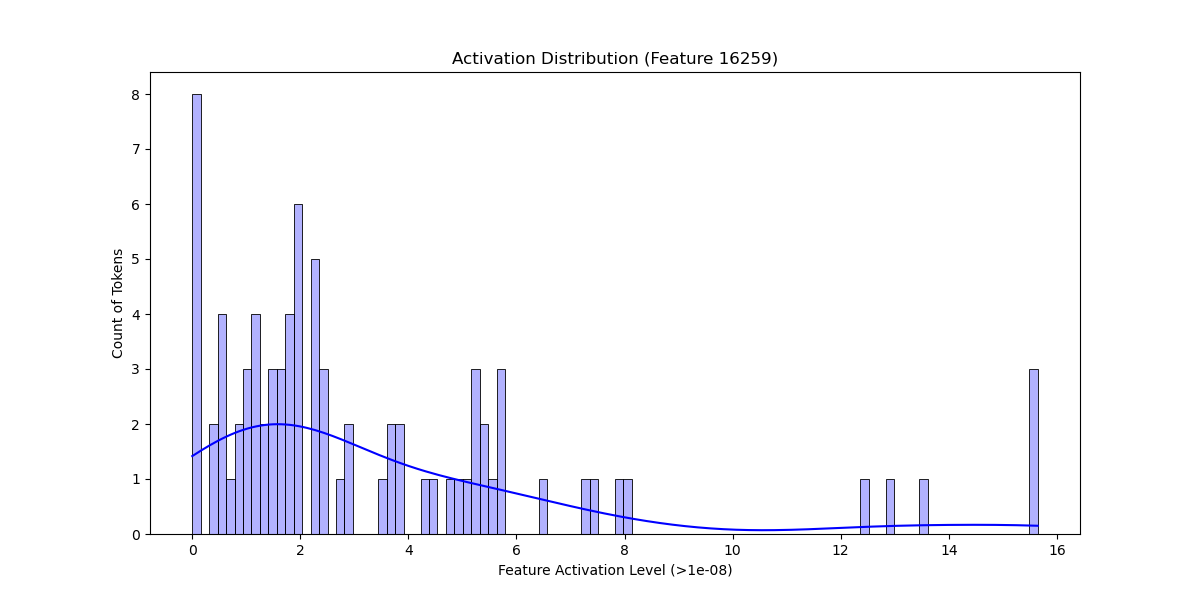 Activation Distribution (Feature 16259)
8
7
6
5
4
3
2
1
0
Count of Tokens
0 2 4 6 8 10 12 14 16
Feature Activation Level (>1e-08)